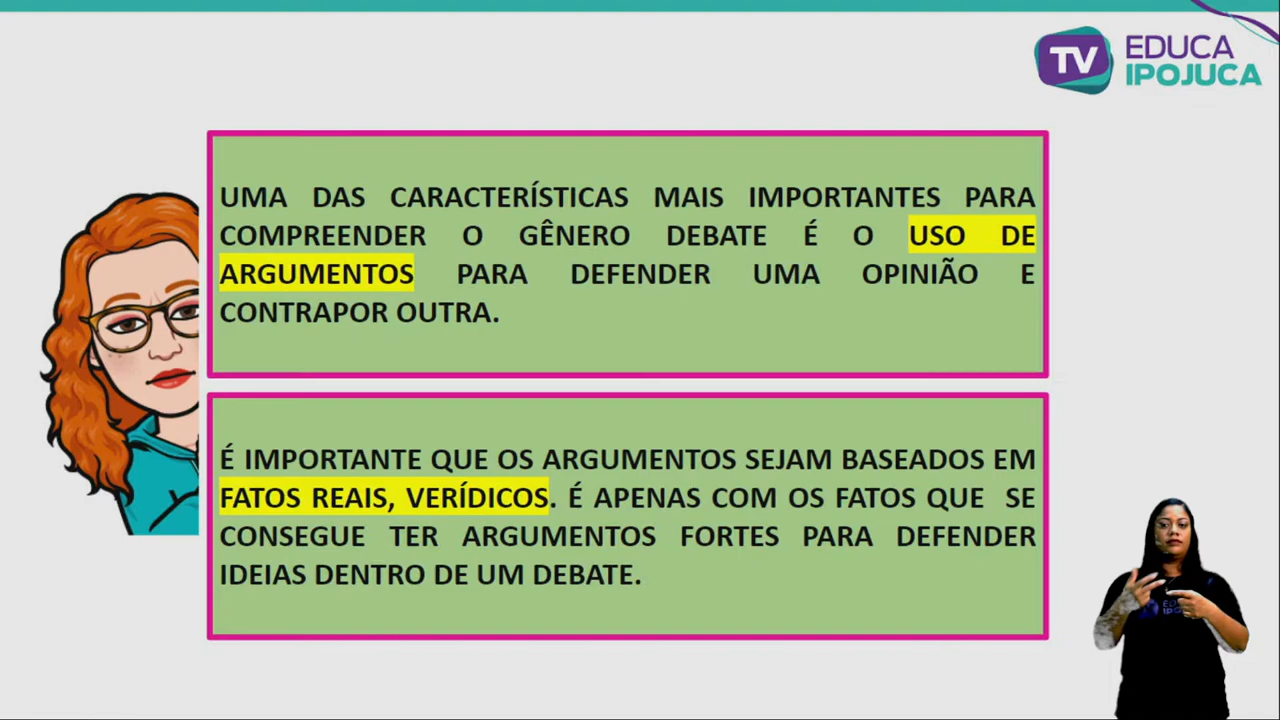 TV EDUCA
IPOJUCA
UMA DAS CARACTERÍSTICAS MAIS IMPORTANTES PARA
COMPREENDER O GÊNERO DEBATE É O USO DE
ARGUMENTOS PARA DEFENDER UMA OPINIÃO E
CONTRAPOR OUTRA.
É IMPORTANTE QUE OS ARGUMENTOS SEJAM BASEADOS EM
FATOS REAIS, VERÍDICOS. É APENAS COM OS FATOS QUE SE
CONSEGUE TER ARGUMENTOS FORTES PARA DEFENDER
IDEIAS DENTRO DE UM DEBATE.